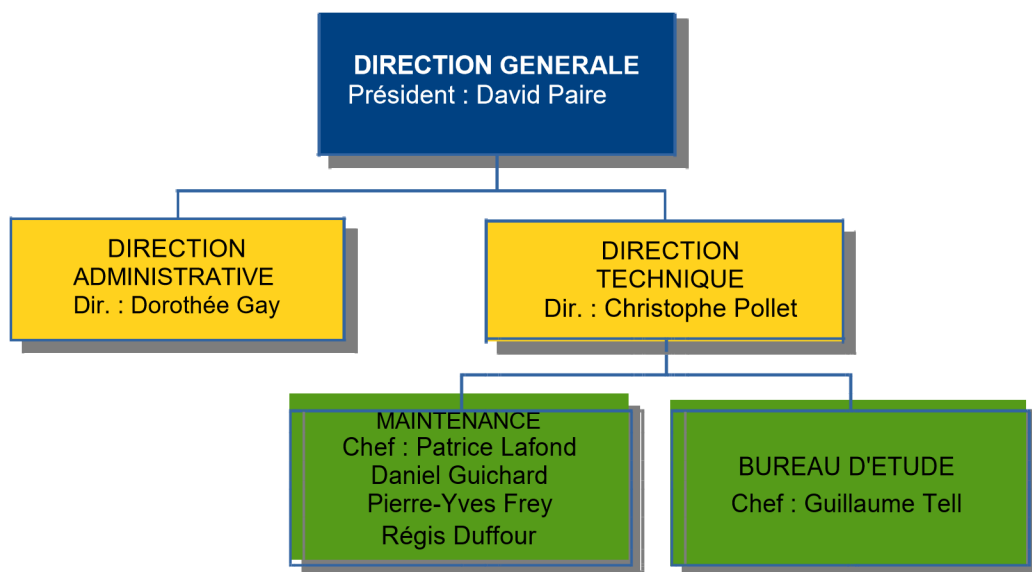 DIRECTION GENERALE
Président : David Paire
DIRECTION
ADMINISTRATIVE
Dir. : Dorothée Gay
DIRECTION
TECHNIQUE
Dir. : Christophe Pollet
MAINTENANCE
Chef : Patrice Lafond
Daniel Guichard
Pierre-Yves Frey
Régis Duffour
BUREAU D'ETUDE
Chef : Guillaume Tell